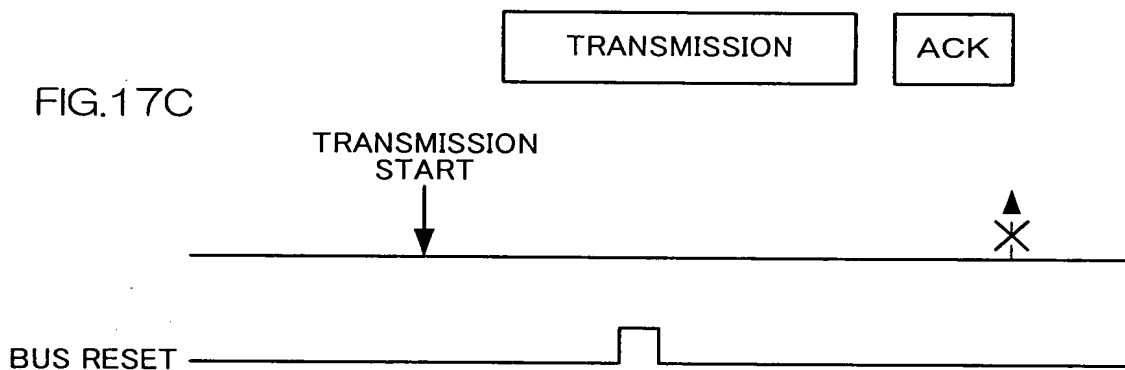 TRANSMISSION
ACK
FIG.17C
TRANSMISSION
START
BUS RESET